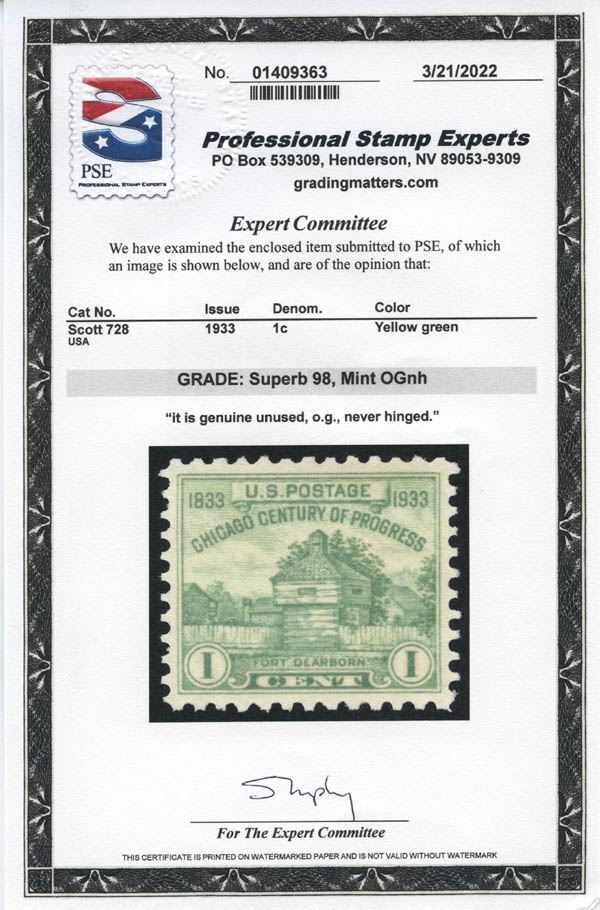 No. 01409363 3/21/2022
PSE
PROFESSIONAL STAMP EXPERTS
Professional Stamp Experts
PO Box 539309, Henderson, NV 89053-9309
gradingmatters.com
Expert Committee
We have examined the enclosed item submitted to PSE, of which
an image is shown below, and are of the opinion that:
Cat No. Issue Denom. Color
Scott 728 1933 1c Yellow green
USA
GRADE: Superb 98, Mint OGnh
“it is genuine unused, o.g., never hinged.”
1833 U.S. POSTAGE 1933
CHICAGO CENTURY OF PROGRESS
FORT DEARBORN
1 CENT 1
For The Expert Committee
THIS CERTIFICATE IS PRINTED ON WATERMARKED PAPER AND IS NOT VALID WITHOUT WATERMARK